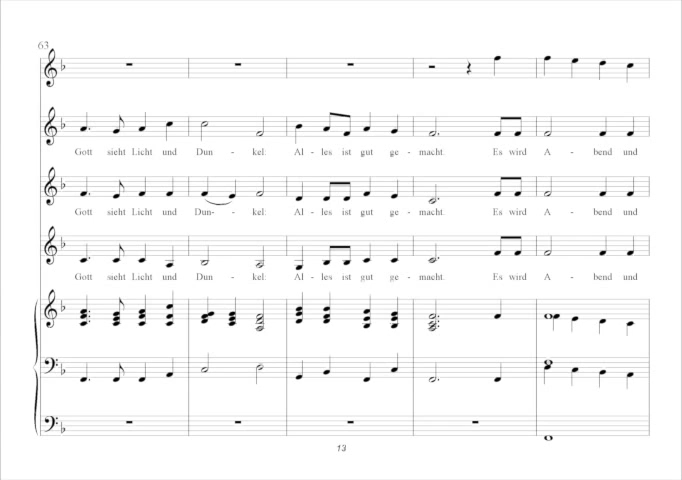 63
Gott sieht Licht und Dun - - kel: Al - les ist gut ge - macht. Es wird A - bend und
Gott sieht Licht und Dun- - kel: Al - les ist gut ge - macht. Es wird A - bend und
Gott sieht Licht und Dun - - kel: Al - les ist gut ge - macht. Es wird A - bend und
13